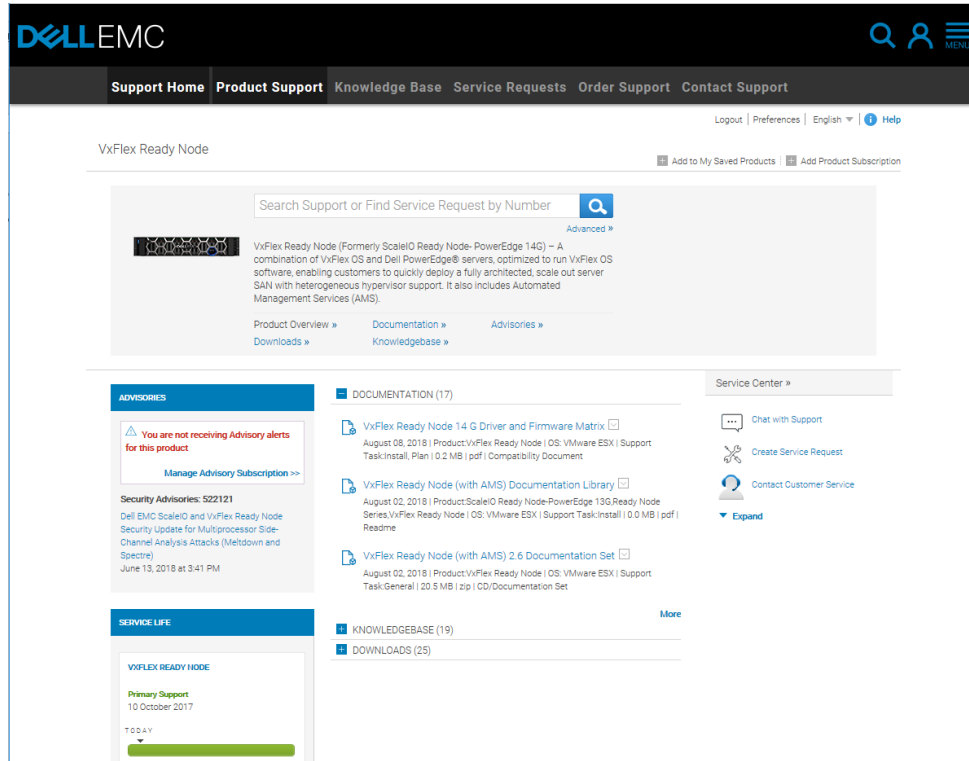 DELL EMC
MENU
Support Home Product Support Knowledge Base Service Requests Order Support Contact Support
Logout | Preferences | English | Help
VxFlex Ready Node
Add to My Saved Products | Add Product Subscription
Search Support or Find Service Request by Number
Advanced »
VxFlex Ready Node (Formerly ScaleIO Ready Node- PowerEdge 14G) – A
combination of VxFlex OS and Dell PowerEdge® servers, optimized to run VxFlex OS
software, enabling customers to quickly deploy a fully architected, scale out server
SAN with heterogeneous hypervisor support. It also includes Automated
Management Services (AMS).
Product Overview » Documentation » Advisories »
Downloads » Knowledgebase »
ADVISORIES
You are not receiving Advisory alerts
for this product
Manage Advisory Subscription >>
Security Advisories: 522121
Dell EMC ScaleIO and VxFlex Ready Node
Security Update for Multiprocessor Side-
Channel Analysis Attacks (Meltdown and
Spectre)
June 13, 2018 at 3:41 PM
SERVICE LIFE
VXFLEX READY NODE
Primary Support
10 October 2017
TODAY
DOCUMENTATION (17)
VxFlex Ready Node 14 G Driver and Firmware Matrix
August 08, 2018 | Product:VxFlex Ready Node | OS: VMware ESX | Support
Task:Install, Plan | 0.2 MB | pdf | Compatibility Document
VxFlex Ready Node (with AMS) Documentation Library
August 02, 2018 | Product:ScaleIO Ready Node-PowerEdge 13G,Ready Node
Series,VxFlex Ready Node | OS: VMware ESX | Support Task:Install | 0.0 MB | pdf |
Readme
VxFlex Ready Node (with AMS) 2.6 Documentation Set
August 02, 2018 | Product:VxFlex Ready Node | OS: VMware ESX | Support
Task:General | 20.5 MB | zip | CD/Documentation Set
More
KNOWLEDGEBASE (19)
DOWNLOADS (25)
Service Center »
Chat with Support
Create Service Request
Contact Customer Service
Expand